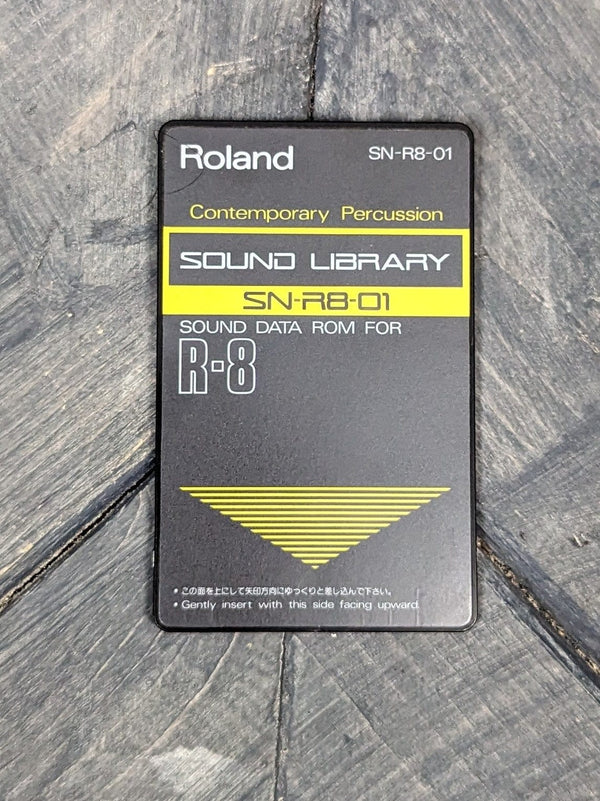 Roland
SN-R8-01
Contemporary Percussion
SOUND LIBRARY
SN-R8-01
SOUND DATA ROM FOR
R-8
• この面を上にして矢印方向にゆっくりと差し込んで下さい。
• Gently insert with this side facing upward.